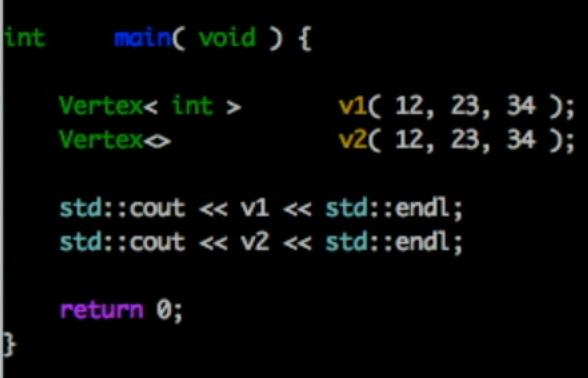 int main( void ) {
Vertex< int > v1( 12, 23, 34 );
Vertex<> v2( 12, 23, 34 );
std::cout << v1 << std::endl;
std::cout << v2 << std::endl;
return 0;
}